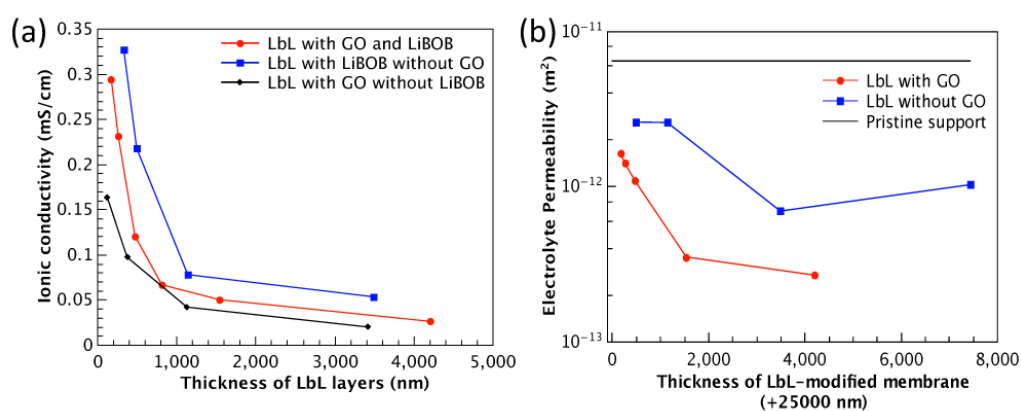 (a)
0.35
0.3
0.25
0.2
0.15
0.1
0.05
0
Ionic conductivity (mS/cm)
LbL with GO and LiBOB
LbL with LiBOB without GO
LbL with GO without LiBOB
0 1,000 2,000 3,000 4,000 5,000
Thickness of LbL layers (nm)
(b)
10⁻¹¹
10⁻¹²
10⁻¹³
Electrolyte Permeability (m²)
LbL with GO
LbL without GO
Pristine support
0 2,000 4,000 6,000 8,000
Thickness of LbL-modified membrane
(+25000 nm)